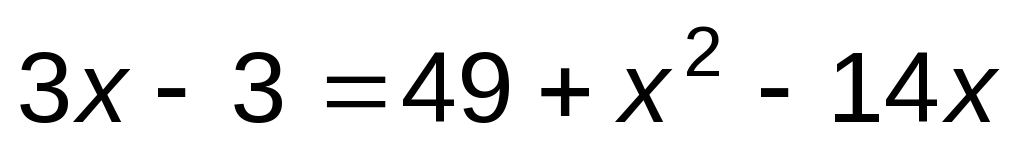 3x - 3 = 49 + x² - 14x